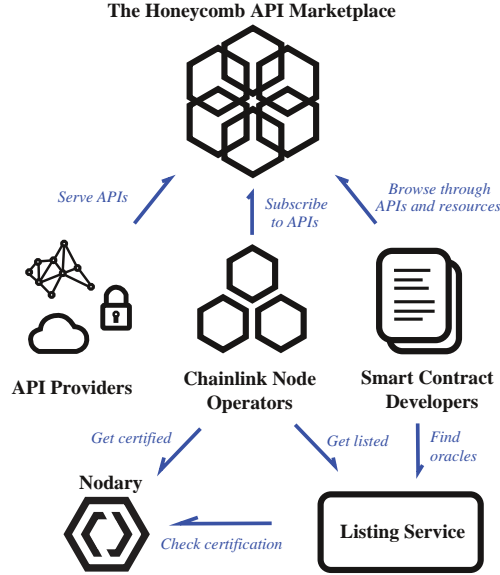 The Honeycomb API Marketplace
Serve APIs
Subscribe
to APIs
Browse through
APIs and resources
API Providers
Chainlink Node
Operators
Smart Contract
Developers
Get certified
Get listed
Find
oracles
Nodary
Listing Service
Check certification